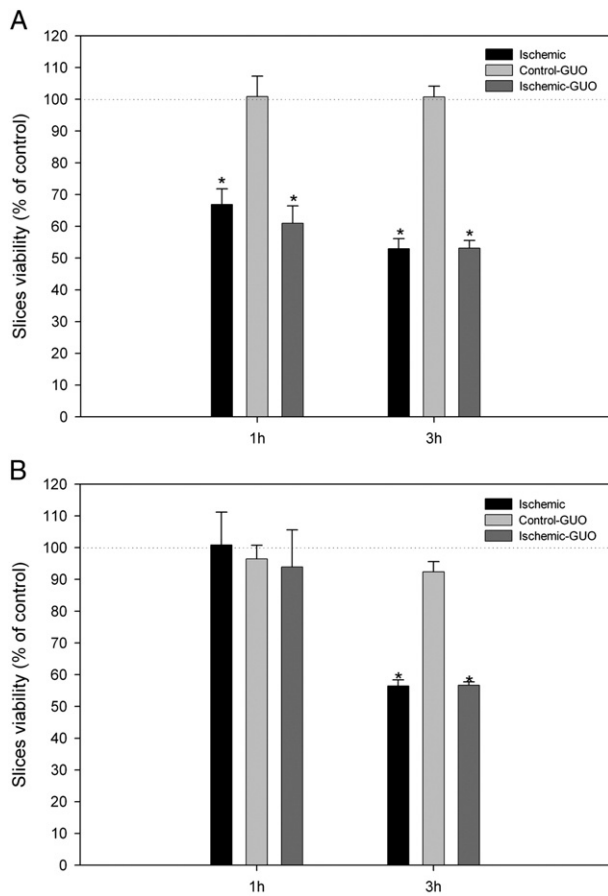 A
Slices viability (% of control)
120
110
100
90
80
70
60
50
40
30
20
10
0
Ischemic
Control-GUO
Ischemic-GUO
*
*
*
*
1h
3h
B
Slices viability (% of control)
120
110
100
90
80
70
60
50
40
30
20
10
0
Ischemic
Control-GUO
Ischemic-GUO
*
*
1h
3h